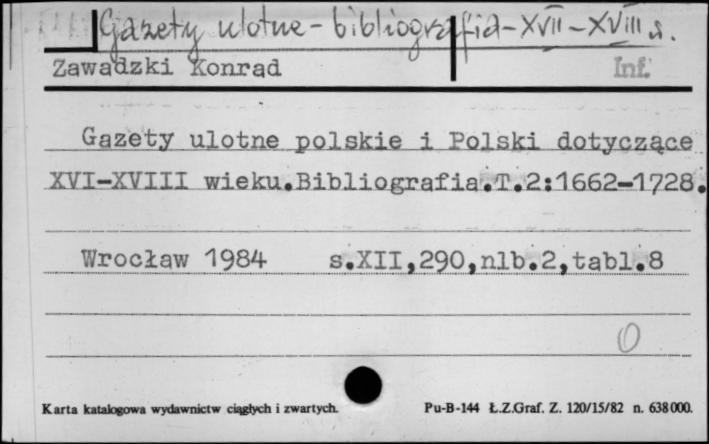 Gazety ulotne - bibliografia - XVII - XVIII s.
Zawadzki Konrad Inf.
Gazety ulotne polskie i Polski dotyczące
XVI-XVIII wieku.Bibliografia.T.2:1662-1728.
Wrocław 1984 s.XII,290,nlb.2,tabl.8
0
Karta katalogowa wydawnictw ciągłych i zwartych. Pu-B-144 Ł.Z.Graf. Z. 120/15/82 n. 638000.